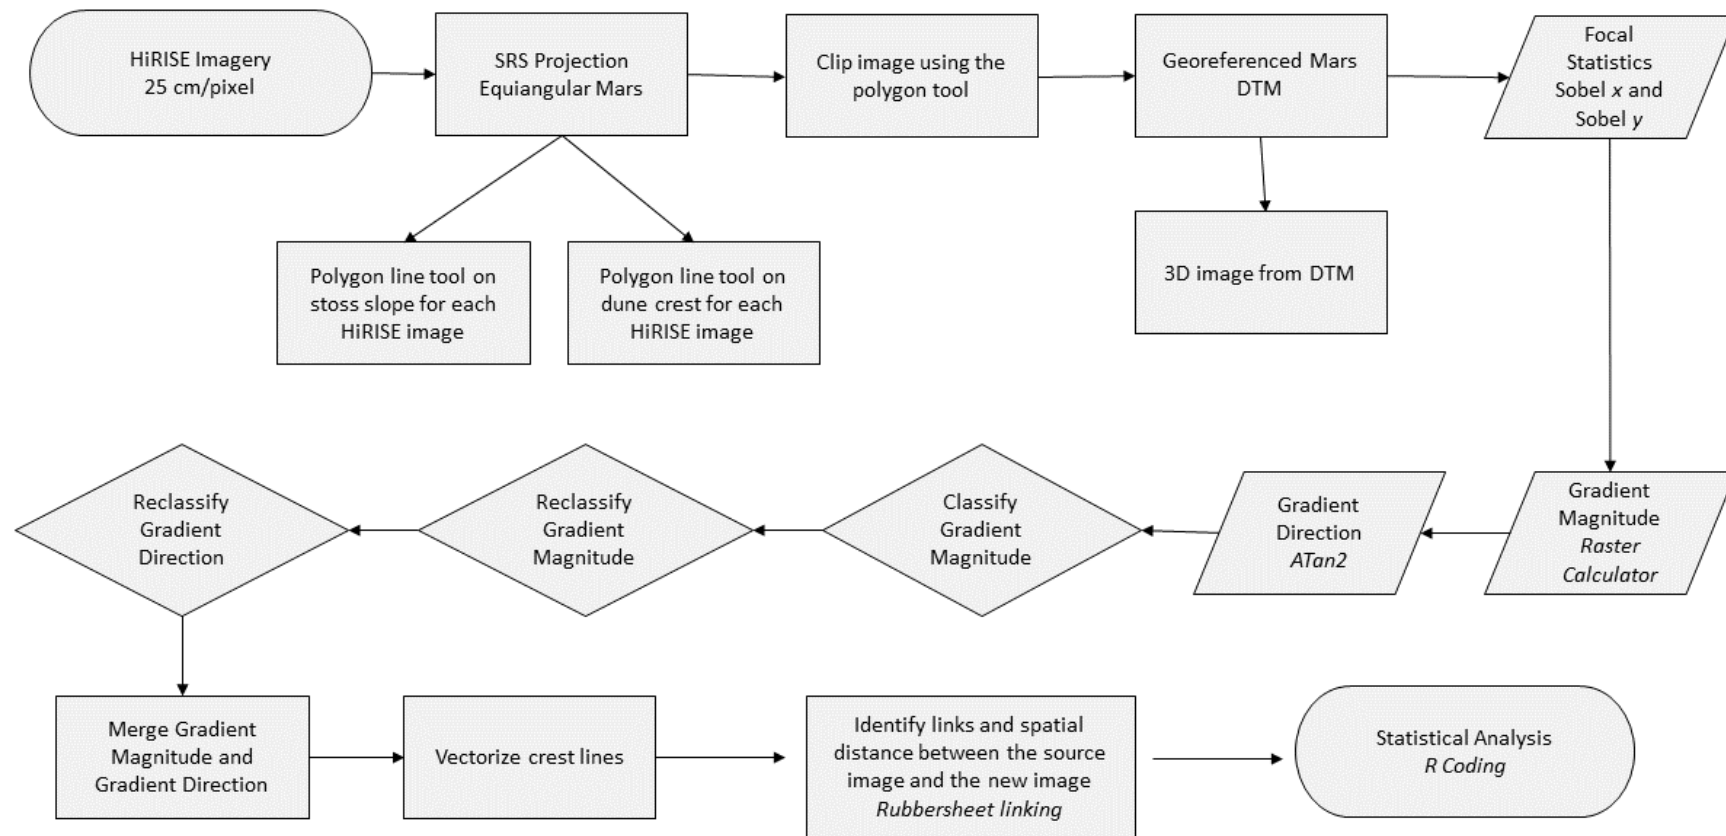 HiRISE Imagery
25 cm/pixel
SRS Projection
Equiangular Mars
Clip image using the
polygon tool
Georeferenced Mars
DTM
Focal
Statistics
Sobel x and
Sobel y
Polygon line tool on
stoss slope for each
HiRISE image
Polygon line tool on
dune crest for each
HiRISE image
3D image from DTM
Reclassify
Gradient
Direction
Reclassify
Gradient
Magnitude
Classify
Gradient
Magnitude
Gradient
Direction
ATan2
Gradient
Magnitude
Raster
Calculator
Merge Gradient
Magnitude and
Gradient Direction
Vectorize crest lines
Identify links and spatial
distance between the source
image and the new image
Rubbersheet linking
Statistical Analysis
R Coding